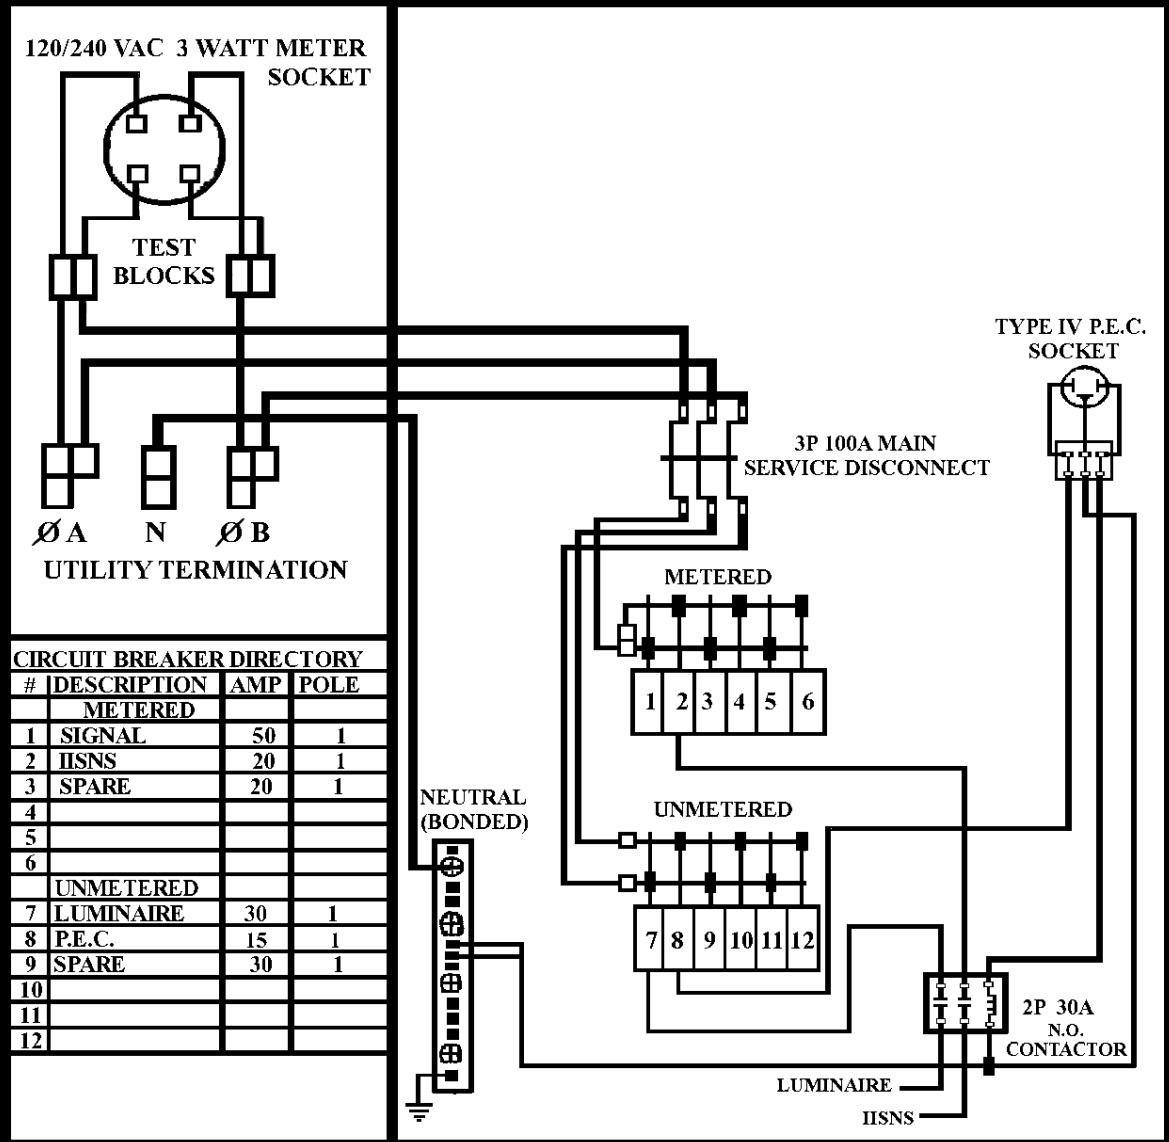 120/240 VAC 3 WATT METER
SOCKET
TEST
BLOCKS
Ø A N Ø B
UTILITY TERMINATION
TYPE IV P.E.C.
SOCKET
3P 100A MAIN
SERVICE DISCONNECT
METERED
1 2 3 4 5 6
UNMETERED
7 8 9 10 11 12
NEUTRAL
(BONDED)
2P 30A
N.O.
CONTACTOR
LUMINAIRE
IISNS
CIRCUIT BREAKER DIRECTORY
# DESCRIPTION AMP POLE
METERED
1 SIGNAL 50 1
2 IISNS 20 1
3 SPARE 20 1
4
5
6
UNMETERED
7 LUMINAIRE 30 1
8 P.E.C. 15 1
9 SPARE 30 1
10
11
12